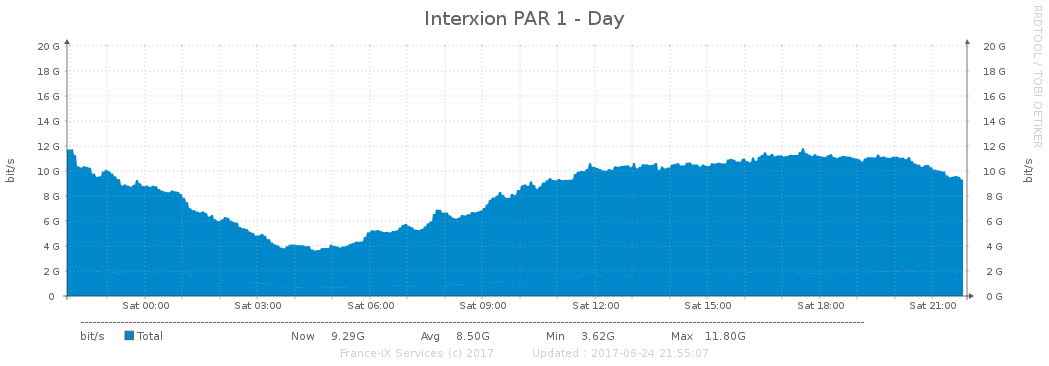 Interxion PAR 1 - Day
RRDTOOL / TOBI OETIKER
bit/s
bit/s
20 G 20 G
18 G 18 G
16 G 16 G
14 G 14 G
12 G 12 G
10 G 10 G
8 G 8 G
6 G 6 G
4 G 4 G
2 G 2 G
0 0 G
Sat 00:00 Sat 03:00 Sat 06:00 Sat 09:00 Sat 12:00 Sat 15:00 Sat 18:00 Sat 21:00
bit/s Total Now 9.29G Avg 8.50G Min 3.62G Max 11.80G
France-IX Services (c) 2017 Updated : 2017-06-24 21:55:07